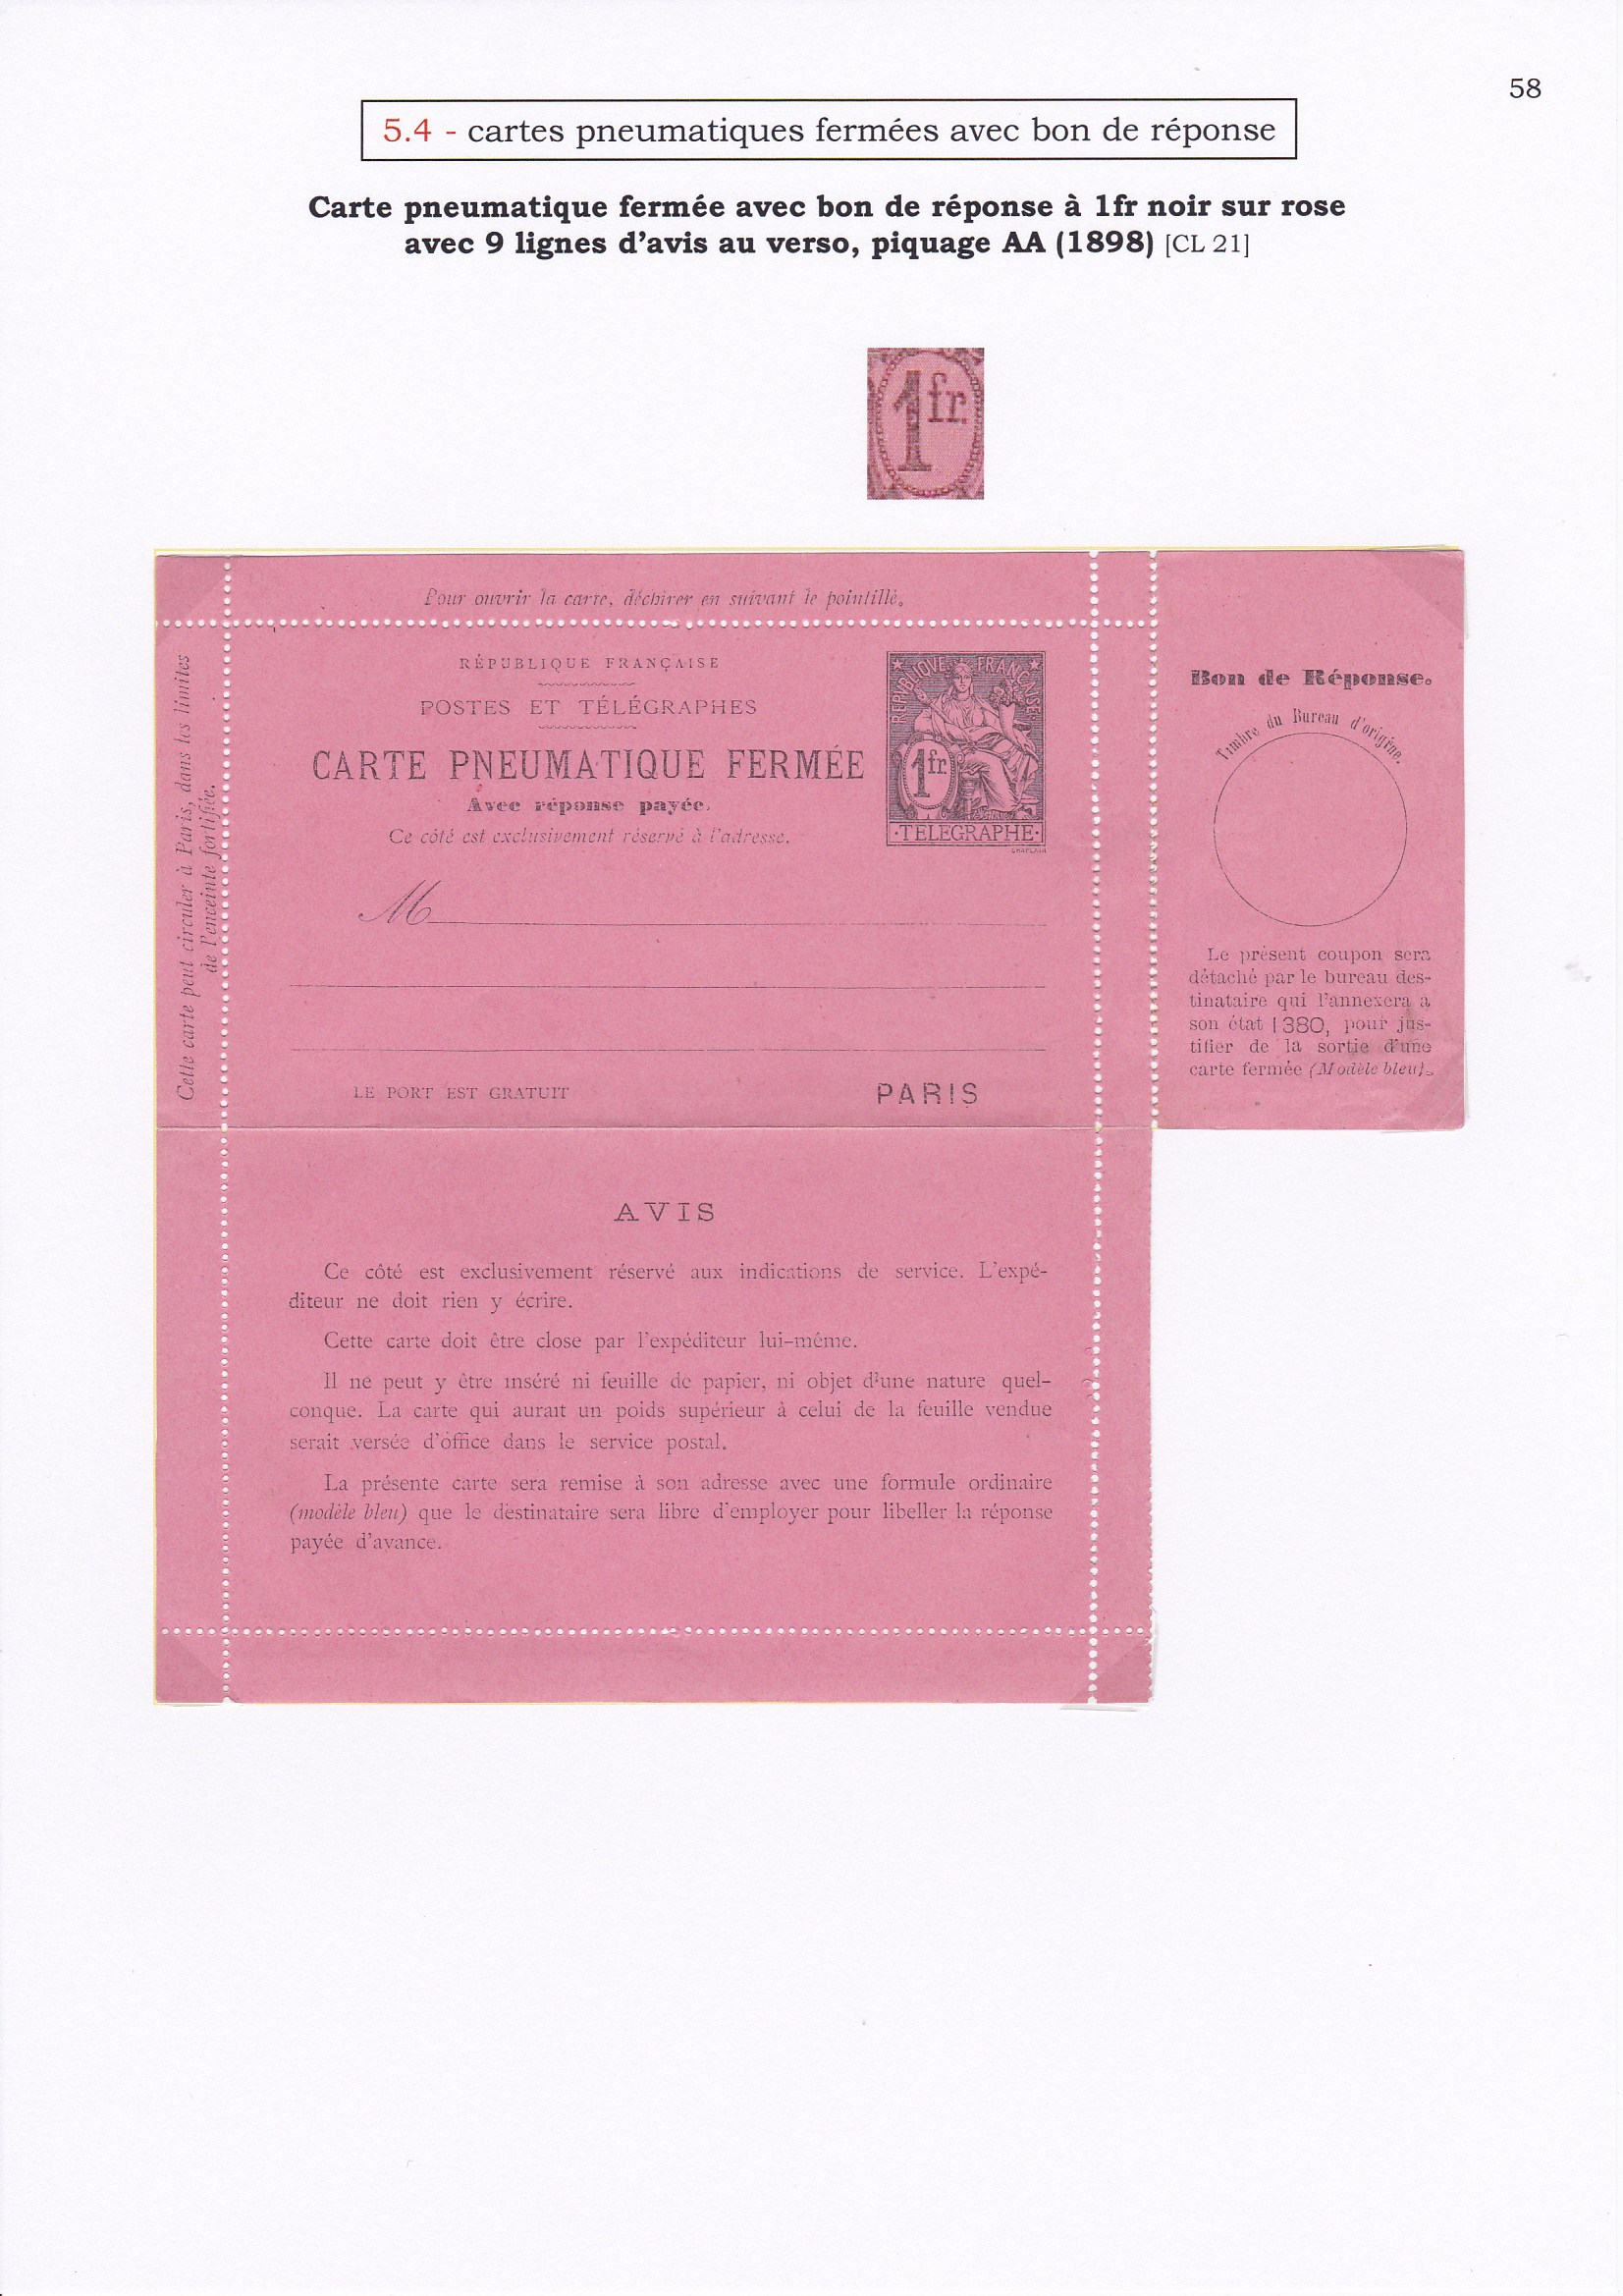 58
5.4 - cartes pneumatiques fermées avec bon de réponse
Carte pneumatique fermée avec bon de réponse à 1fr noir sur rose
avec 9 lignes d'avis au verso, piquage AA (1898) [CL 21]
1fr.
Pour ouvrir la carte, déchirer en suivant le pointillé.
Cette carte peut circuler à Paris, dans les limites
de l'enceinte fortifiée.
RÉPUBLIQUE FRANÇAISE
POSTES ET TÉLÉGRAPHES
CARTE PNEUMATIQUE FERMÉE
Avec réponse payée.
Ce côté est exclusivement réservé à l'adresse.
REPVBLIQVE FRANÇAISE
1fr.
·TELEGRAPHE·
CHAPLAIN
M
LE PORT EST GRATUIT
PARIS
Bon de Réponse.
Timbre du Bureau d'origine.
Le présent coupon sera
détaché par le bureau des-
tinataire qui l'annexera à
son état 1380, pour jus-
tifier de la sortie d'une
carte fermée (Modèle bleu).
AVIS
Ce côté est exclusivement réservé aux indications de service. L'expé-
diteur ne doit rien y écrire.
Cette carte doit être close par l'expéditeur lui-même.
Il ne peut y être inséré ni feuille de papier, ni objet d'une nature quel-
conque. La carte qui aurait un poids supérieur à celui de la feuille vendue
serait versée d'office dans le service postal.
La présente carte sera remise à son adresse avec une formule ordinaire
(modèle bleu) que le destinataire sera libre d'employer pour libeller la réponse
payée d'avance.